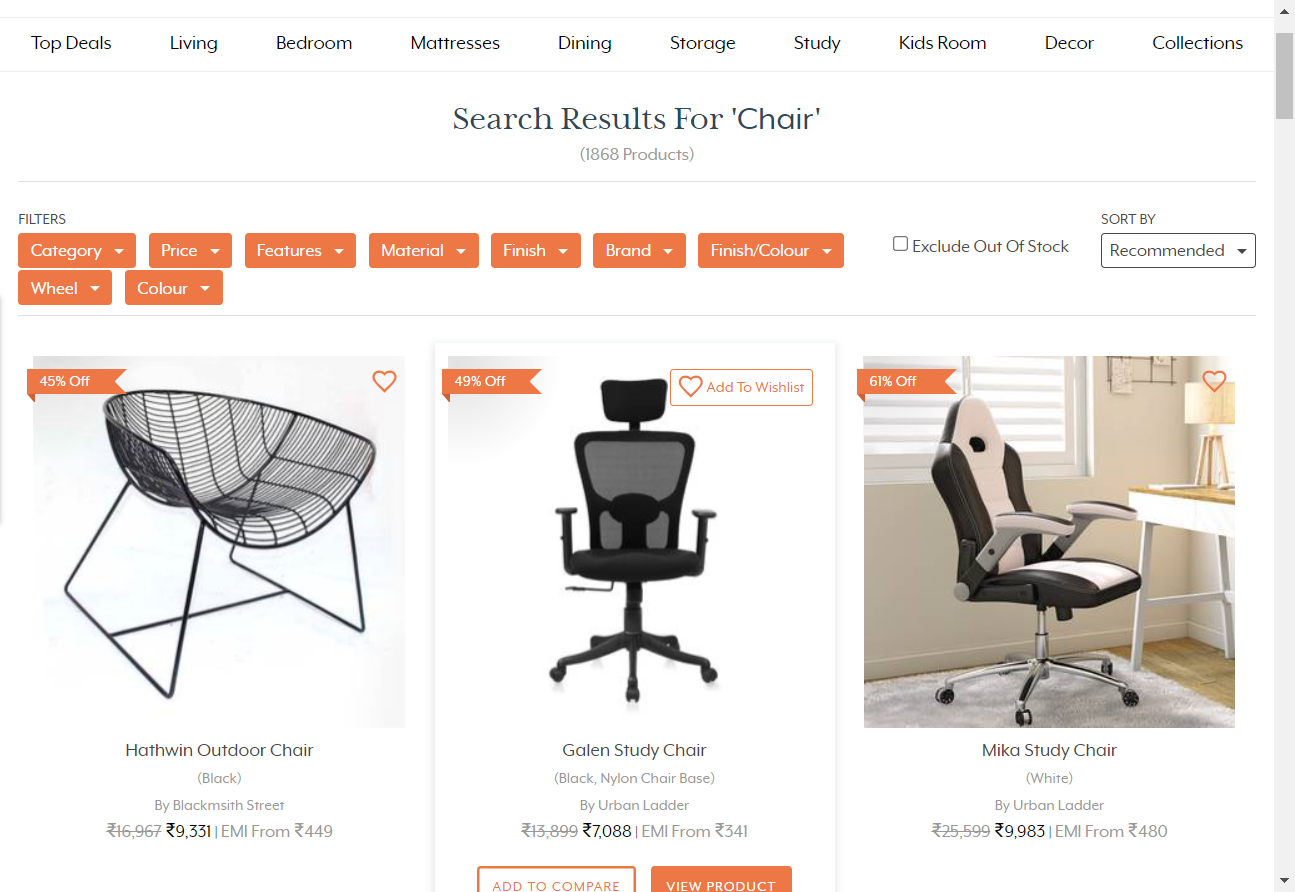 Top Deals Living Bedroom Mattresses Dining Storage Study Kids Room Decor Collections
Search Results For 'Chair'
(1868 Products)
FILTERS
SORT BY
Category Price Features Material Finish Brand Finish/Colour
Exclude Out Of Stock
Recommended
Wheel Colour
45% Off
49% Off
Add To Wishlist
61% Off
Hathwin Outdoor Chair
(Black)
By Blackmsith Street
₹16,967 ₹9,331 | EMI From ₹449
Galen Study Chair
(Black, Nylon Chair Base)
By Urban Ladder
₹13,899 ₹7,088 | EMI From ₹341
ADD TO COMPARE
VIEW PRODUCT
Mika Study Chair
(White)
By Urban Ladder
₹25,599 ₹9,983 | EMI From ₹480